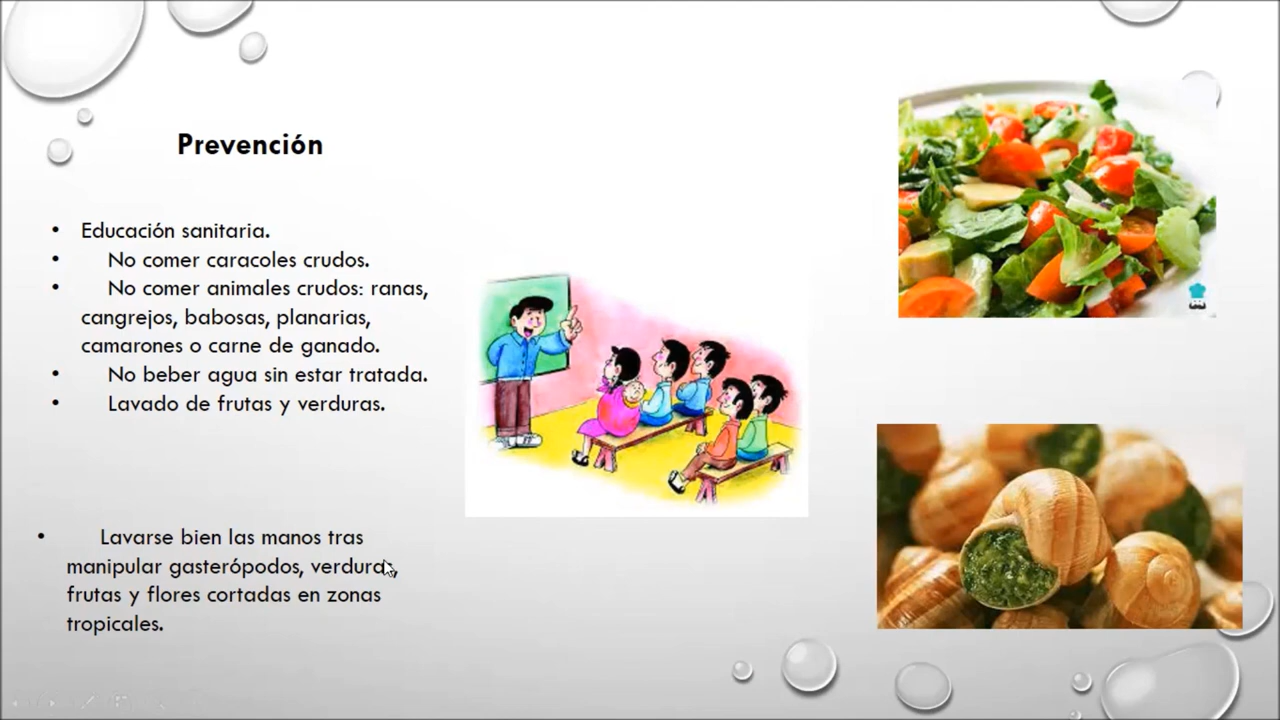 Prevención
• Educación sanitaria.
• No comer caracoles crudos.
• No comer animales crudos: ranas,
cangrejos, babosas, planarias,
camarones o carne de ganado.
• No beber agua sin estar tratada.
• Lavado de frutas y verduras.
• Lavarse bien las manos tras
manipular gasterópodos, verduras,
frutas y flores cortadas en zonas
tropicales.